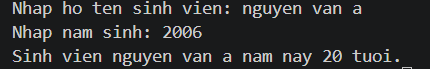 Nhap ho ten sinh vien: nguyen van a
Nhap nam sinh: 2006
Sinh vien nguyen van a nam nay 20 tuoi.